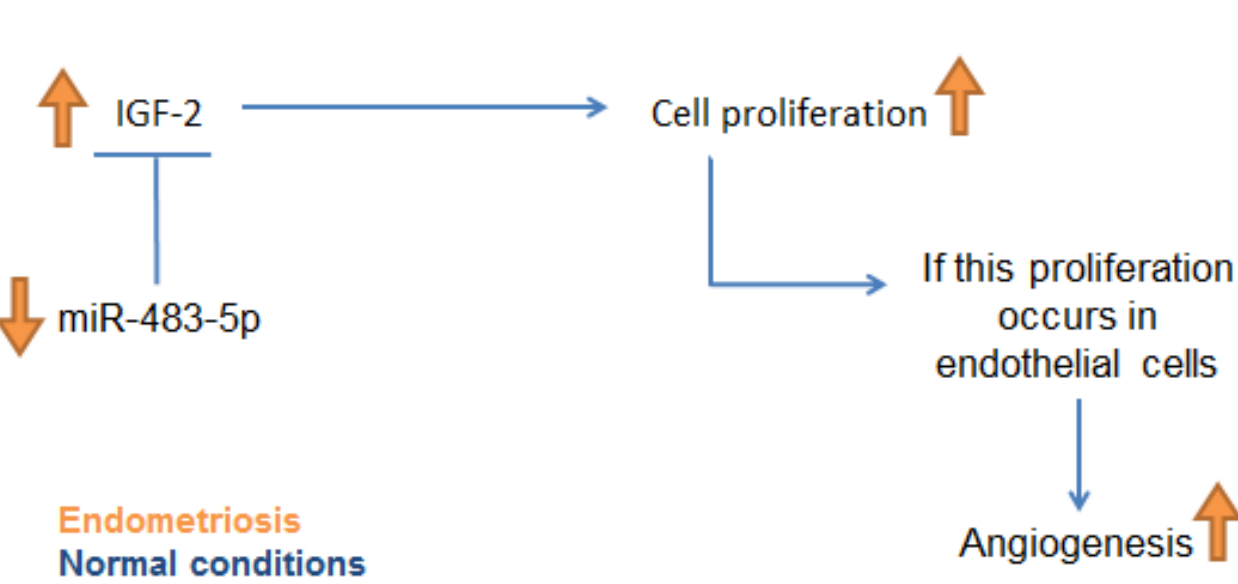 IGF-2
Cell proliferation
miR-483-5p
If this proliferation
occurs in
endothelial cells
Angiogenesis
Endometriosis
Normal conditions